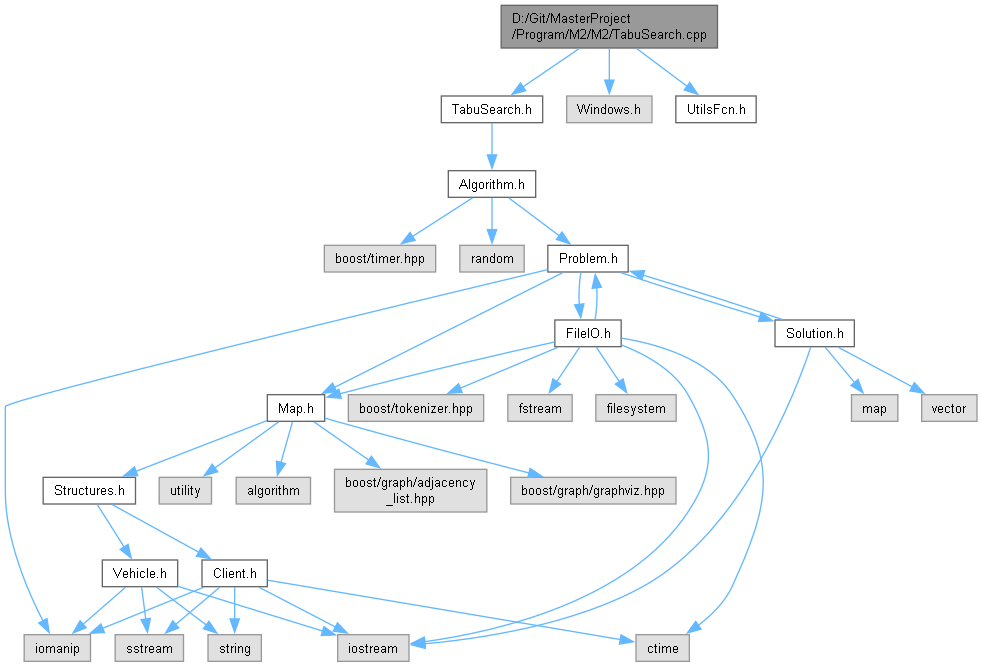 D:/Git/MasterProject
/Program/M2/M2/TabuSearch.cpp
TabuSearch.h
Windows.h
UtilsFcn.h
Algorithm.h
boost/timer.hpp
random
Problem.h
FileIO.h
Solution.h
Map.h
boost/tokenizer.hpp
fstream
filesystem
map
vector
Structures.h
utility
algorithm
boost/graph/adjacency
_list.hpp
boost/graph/graphviz.hpp
Vehicle.h
Client.h
iomanip
sstream
string
iostream
ctime